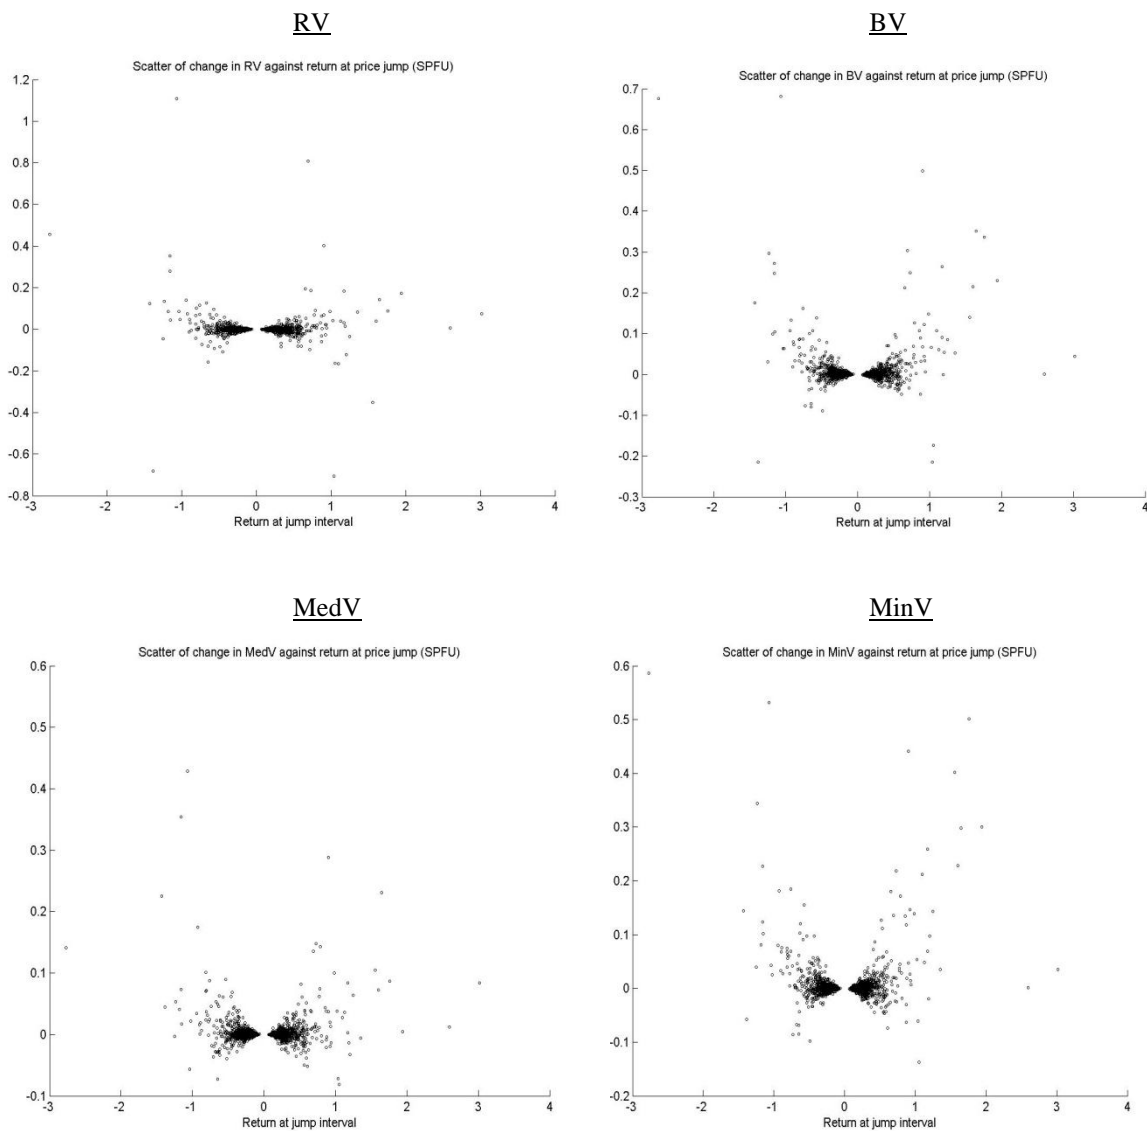 RV
Scatter of change in RV against return at price jump (SPFU)
1.2
1
0.8
0.6
0.4
0.2
0
-0.2
-0.4
-0.6
-0.8
-3 -2 -1 0 1 2 3 4
Return at jump interval
BV
Scatter of change in BV against return at price jump (SPFU)
0.7
0.6
0.5
0.4
0.3
0.2
0.1
0
-0.1
-0.2
-0.3
-3 -2 -1 0 1 2 3 4
Return at jump interval
MedV
Scatter of change in MedV against return at price jump (SPFU)
0.6
0.5
0.4
0.3
0.2
0.1
0
-0.1
-3 -2 -1 0 1 2 3 4
Return at jump interval
MinV
Scatter of change in MinV against return at price jump (SPFU)
0.6
0.5
0.4
0.3
0.2
0.1
0
-0.1
-0.2
-3 -2 -1 0 1 2 3 4
Return at jump interval